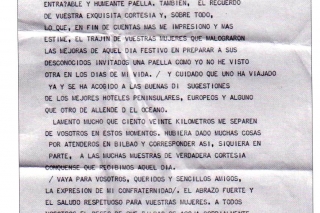 ENTRATABLE Y HUMEANTE PAELLA. TAMBIEN, EL RECUERDO
DE VUESTRA EXQUISITA CORTESIA Y, SOBRE TODO,
LO QUE, EN FIN DE CUENTAS MAS ME IMPRESIONO Y MAS
ESTIME, EL TRAJIN DE VUESTRAS MUJERES QUE MALOGRARON
LAS MEJORAS DE AQUEL DIA FESTIVO EN PREPARAR A SUS
DESCONOCIDOS INVITADOS UNA PAELLA COMO YO NO HE VISTO
OTRA EN LOS DIAS DE MI VIDA. / Y CUIDADO QUE UNO HA VIAJADO
YA Y SE HA ACOGIDO A LAS BUENAS DI SUGESTIONES
DE LOS MEJORES HOTELES PENINSULARES, EUROPEOS Y ALGUNO
QUE OTRO DE ALLENDE O EL OCEANO.
LAMENTO MUCHO QUE CIENTO VEINTE KILOMETROS ME SEPAREN
DE VOSOTROS EN ESTOS MOMENTOS. HUBIERA DADO MUCHAS COSAS
POR ATENDEROS EN BILBAO Y CORRESPONDER ASI, SIQUIERA EN
PARTE, A LAS MUCHAS MUESTRAS DE VERDADERA CORTESIA
CONQUENSE QUE RECIBIMOS AQUEL DIA.
/ VAYA PARA VOSOTROS, QUERIDOS Y SENCILLOS AMIGOS,
LA EXPRESION DE MI CONFRATERNIDAD/. EL ABRAZO FUERTE Y
EL SALUDO RESPETUOSO PARA VUESTRAS MUJERES. A TODOS